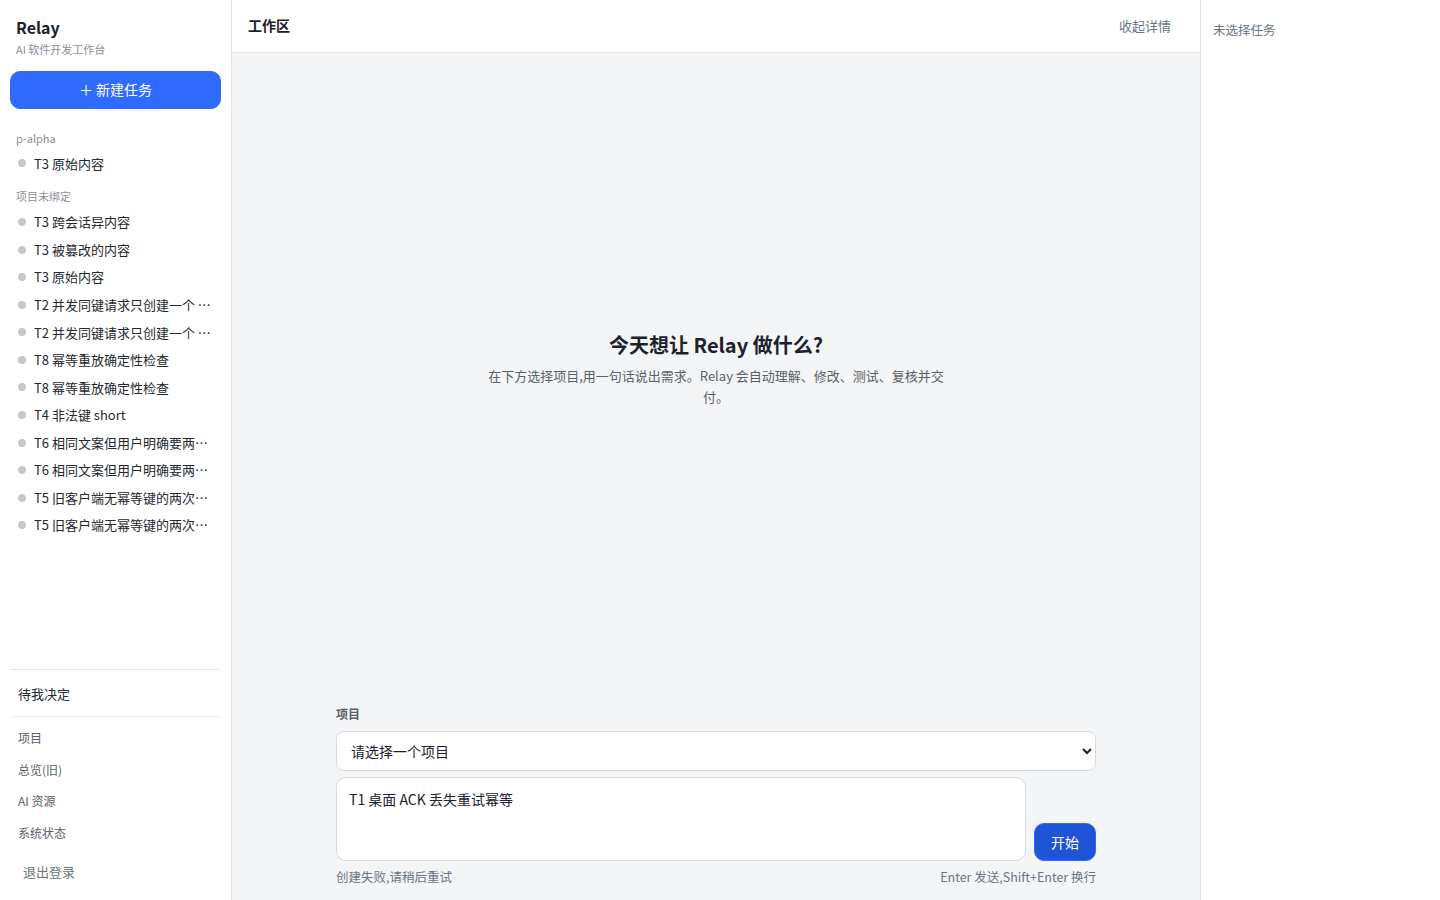 Relay
AI 软件开发工作台
＋ 新建任务
p-alpha
T3 原始内容
项目未绑定
T3 跨会话异内容
T3 被篡改的内容
T3 原始内容
T2 并发同键请求只创建一个 …
T2 并发同键请求只创建一个 …
T8 幂等重放确定性检查
T8 幂等重放确定性检查
T4 非法键 short
T6 相同文案但用户明确要两…
T6 相同文案但用户明确要两…
T5 旧客户端无幂等键的两次…
T5 旧客户端无幂等键的两次…
待我决定
项目
总览(旧)
AI 资源
系统状态
退出登录
工作区
收起详情
今天想让 Relay 做什么?
在下方选择项目,用一句话说出需求。Relay 会自动理解、修改、测试、复核并交
付。
项目
请选择一个项目
T1 桌面 ACK 丢失重试幂等
开始
创建失败,请稍后重试
Enter 发送,Shift+Enter 换行
未选择任务